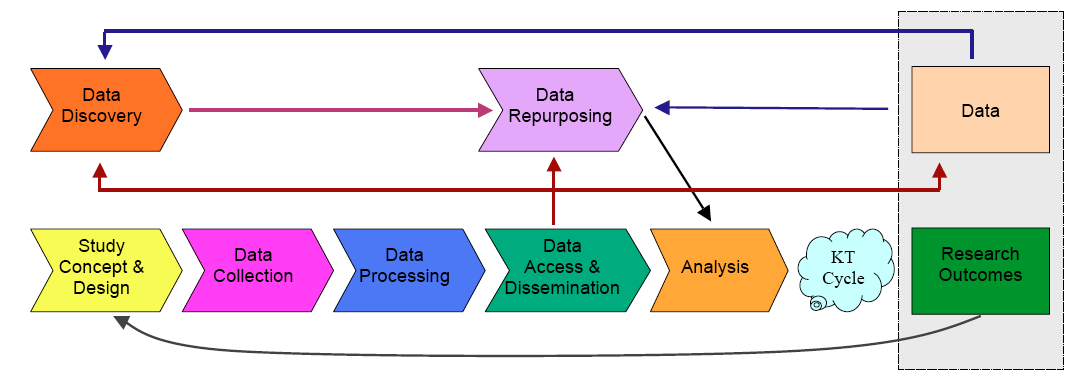 Data
Discovery
Data
Repurposing
Data
Study
Concept &
Design
Data
Collection
Data
Processing
Data
Access &
Dissemination
Analysis
KT
Cycle
Research
Outcomes